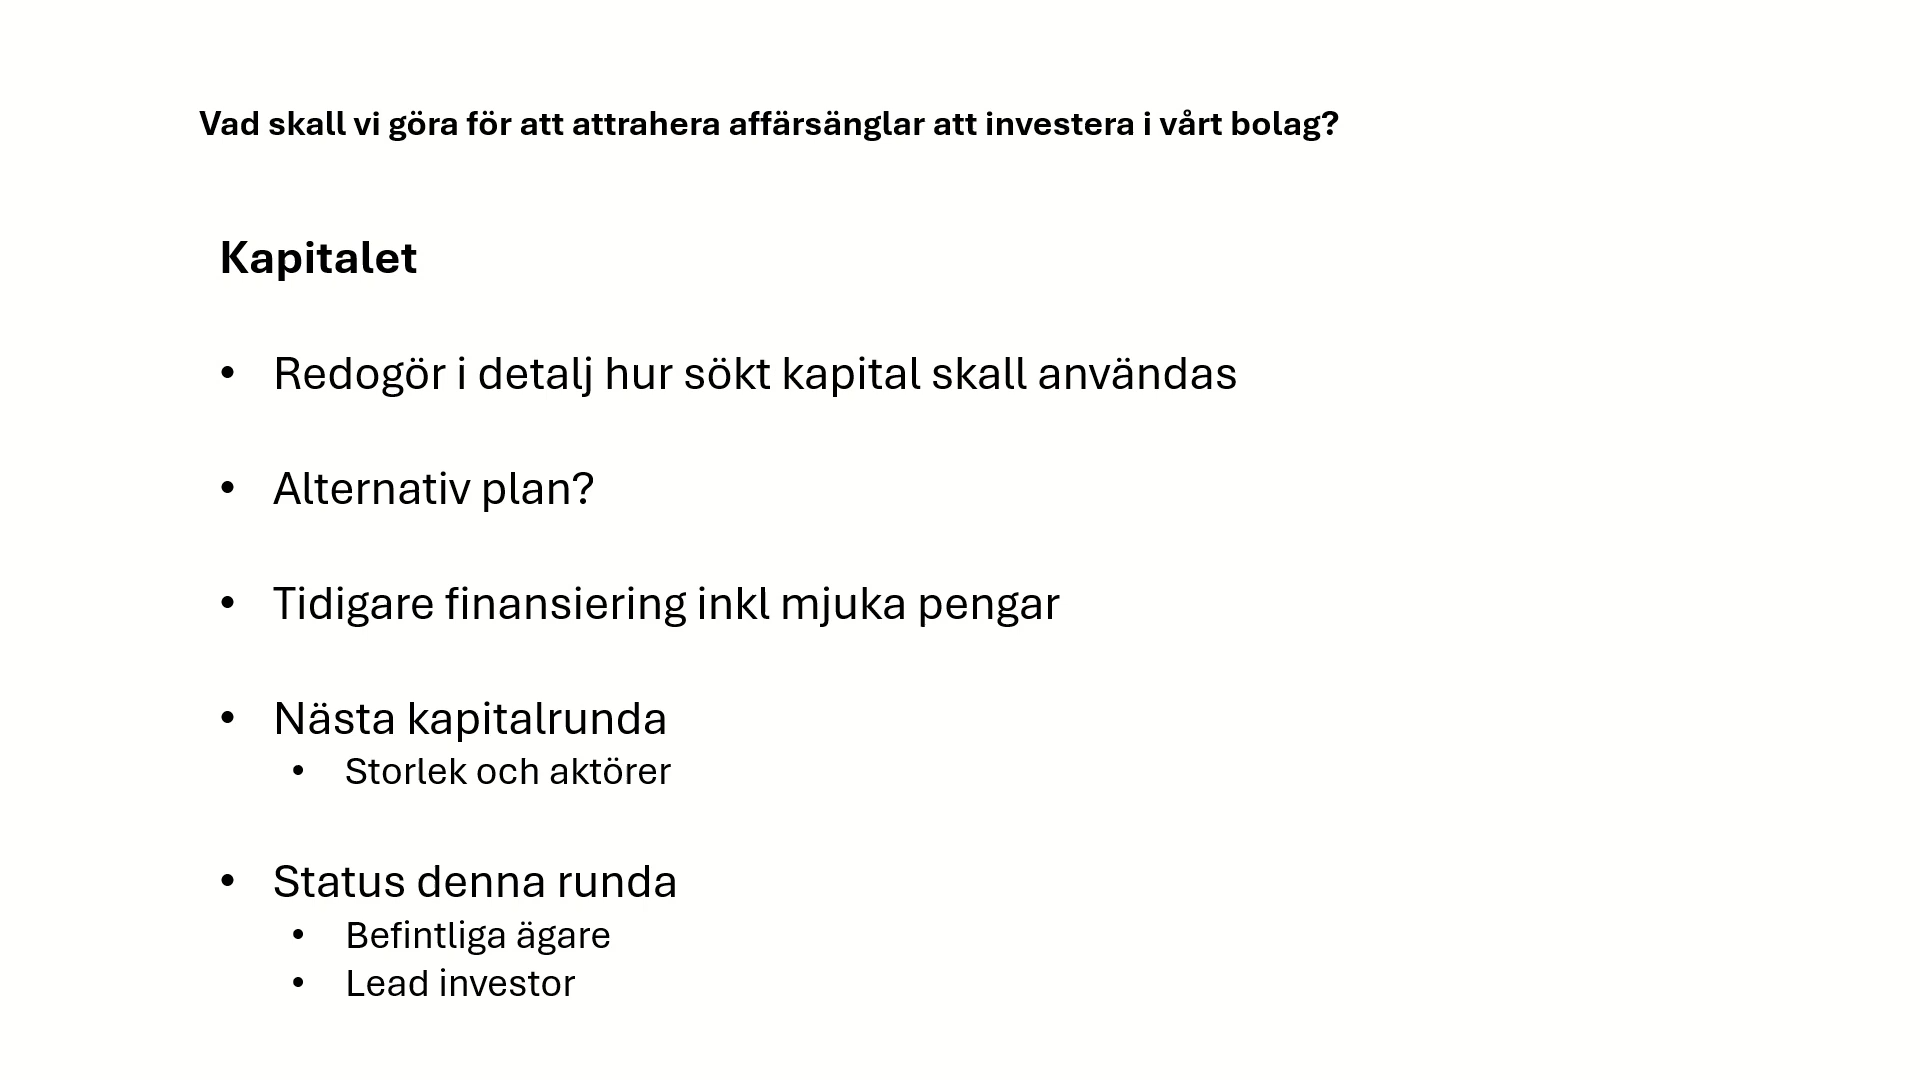 Vad skall vi göra för att attrahera affärsänglar att investera i vårt bolag?
Kapitalet
• Redogör i detalj hur sökt kapital skall användas
• Alternativ plan?
• Tidigare finansiering inkl mjuka pengar
• Nästa kapitalrunda
• Storlek och aktörer
• Status denna runda
• Befintliga ägare
• Lead investor